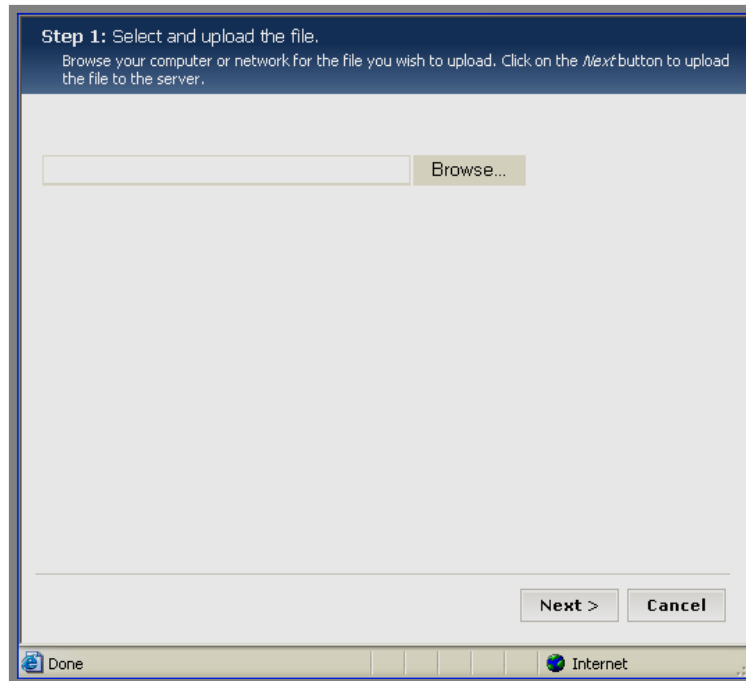 Step 1: Select and upload the file.
Browse your computer or network for the file you wish to upload. Click on the Next button to upload
the file to the server.
Browse...
Next >
Cancel
Done
Internet